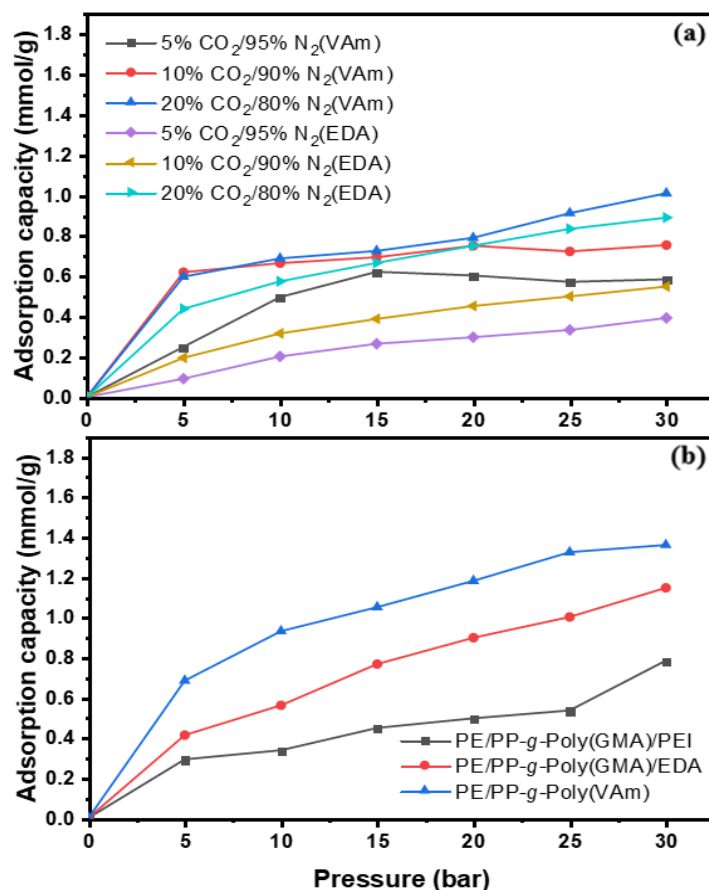 (a)
5% CO₂/95% N₂(VAm)
10% CO₂/90% N₂(VAm)
20% CO₂/80% N₂(VAm)
5% CO₂/95% N₂(EDA)
10% CO₂/90% N₂(EDA)
20% CO₂/80% N₂(EDA)
Adsorption capacity (mmol/g)
1.8
1.6
1.4
1.2
1.0
0.8
0.6
0.4
0.2
0.0
0 5 10 15 20 25 30
(b)
Adsorption capacity (mmol/g)
1.8
1.6
1.4
1.2
1.0
0.8
0.6
0.4
0.2
0.0
PE/PP-g-Poly(GMA)/PEI
PE/PP-g-Poly(GMA)/EDA
PE/PP-g-Poly(VAm)
0 5 10 15 20 25 30
Pressure (bar)